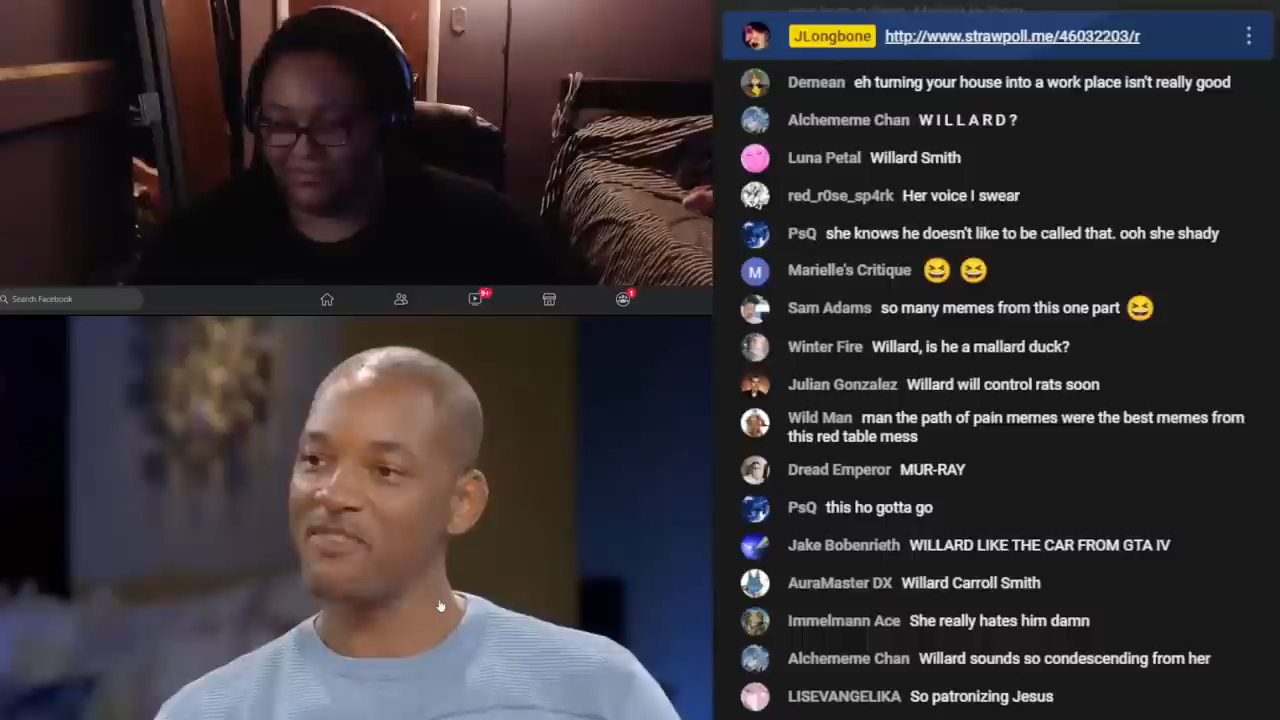 JLongbone http://www.strawpoll.me/46032203/r
Demean eh turning your house into a work place isn't really good
Alchememe Chan W I L L A R D ?
Luna Petal Willard Smith
red_r0se_sp4rk Her voice I swear
PsQ she knows he doesn't like to be called that. ooh she shady
M Marielle's Critique 😆 😆
Sam Adams so many memes from this one part 😆
Search Facebook
9+
1
Winter Fire Willard, is he a mallard duck?
Julian Gonzalez Willard will control rats soon
Wild Man man the path of pain memes were the best memes from
this red table mess
Dread Emperor MUR-RAY
PsQ this ho gotta go
Jake Bobenrieth WILLARD LIKE THE CAR FROM GTA IV
AuraMaster DX Willard Carroll Smith
Immelmann Ace She really hates him damn
Alchememe Chan Willard sounds so condescending from her
LISEVANGELIKA So patronizing Jesus